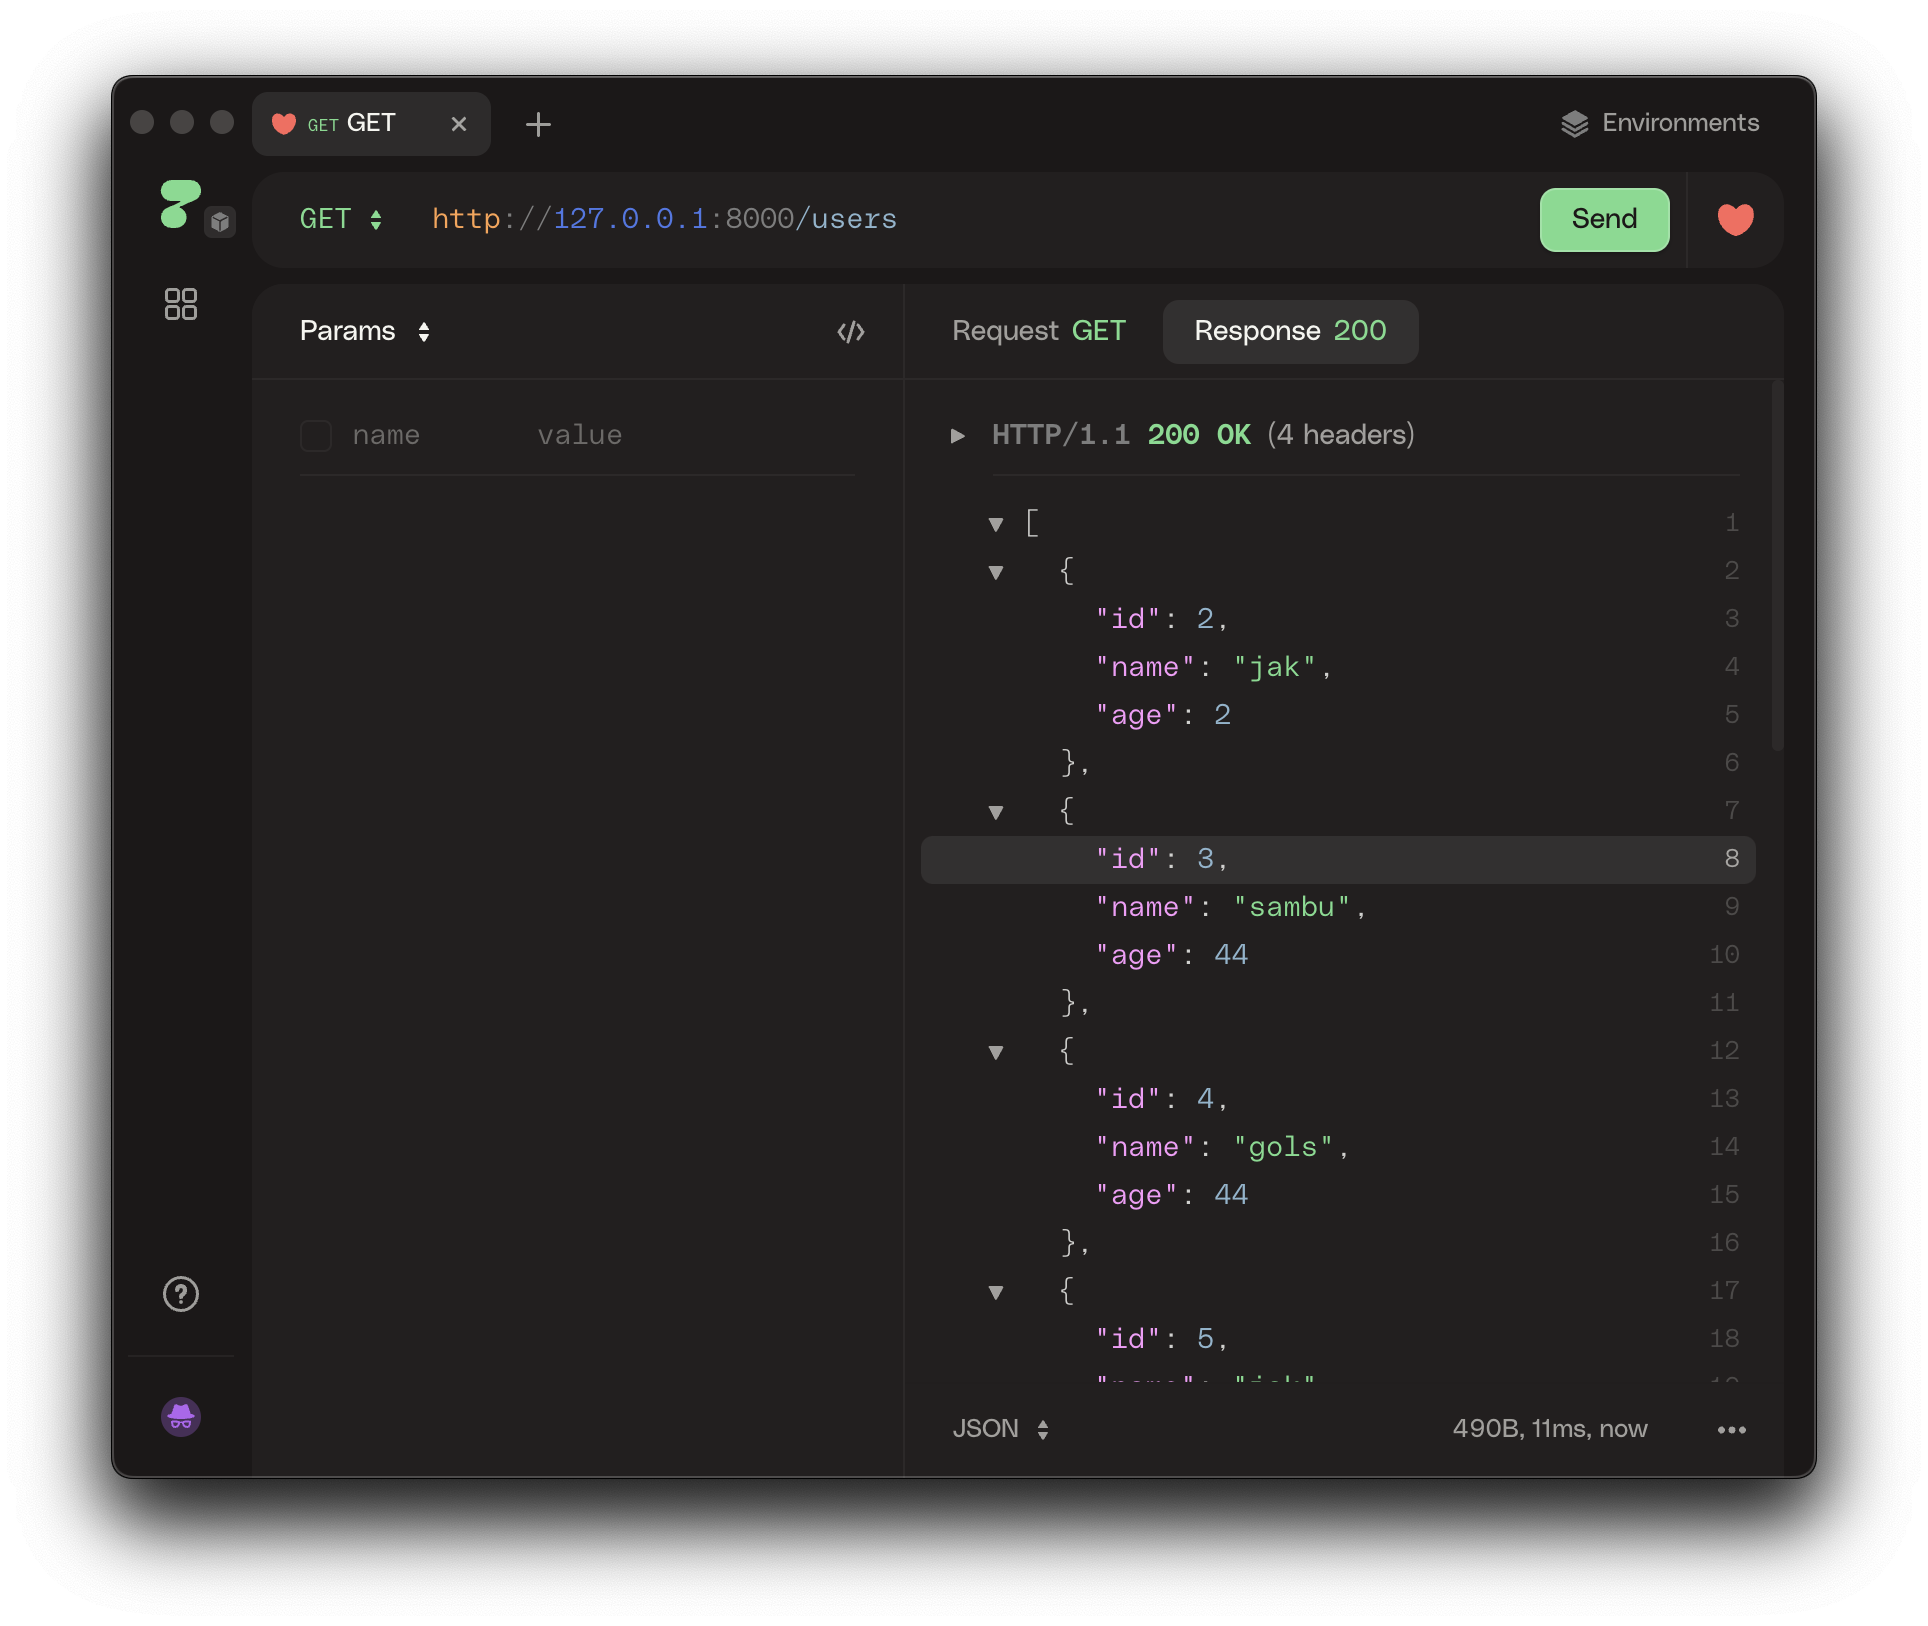 GET GET
Environments
GET http://127.0.0.1:8000/users Send
Params
Request GET Response 200
name value
HTTP/1.1 200 OK (4 headers)
[ 1
{ 2
"id": 2, 3
"name": "jak", 4
"age": 2 5
}, 6
{ 7
"id": 3, 8
"name": "sambu", 9
"age": 44 10
}, 11
{ 12
"id": 4, 13
"name": "gols", 14
"age": 44 15
}, 16
{ 17
"id": 5, 18
JSON 490B, 11ms, now